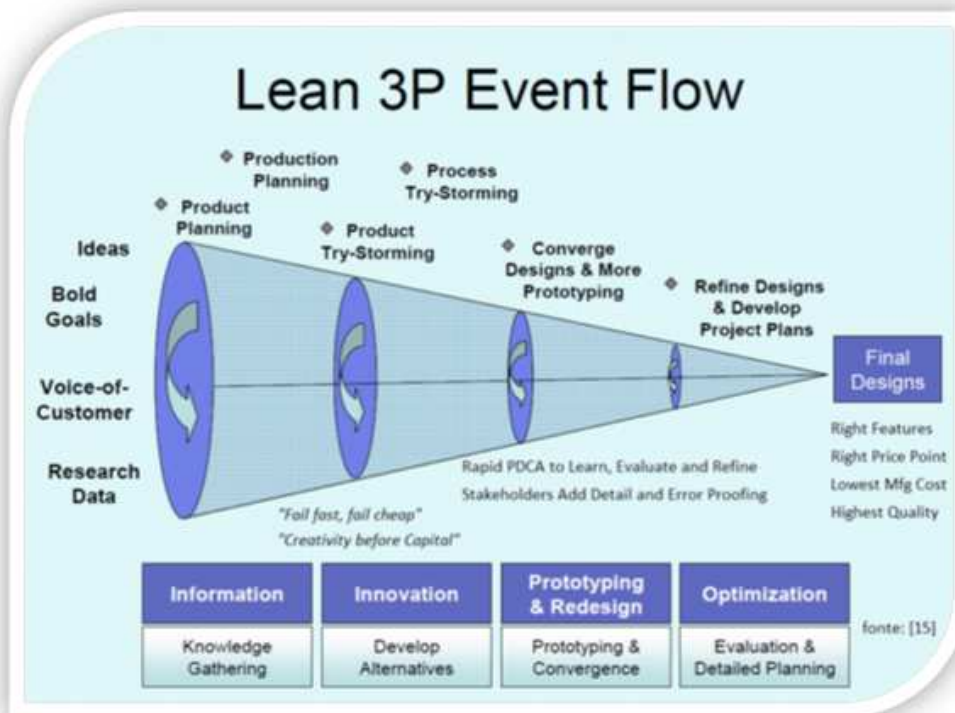 Lean 3P Event Flow
Production
Planning
Process
Try-Storming
Product
Planning
Product
Try-Storming
Ideas
Converge
Designs & More
Prototyping
Refine Designs
& Develop
Project Plans
Bold
Goals
Voice-of-
Customer
Research
Data
Final
Designs
Right Features
Right Price Point
Lowest Mfg Cost
Highest Quality
Rapid PDCA to Learn, Evaluate and Refine
Stakeholders Add Detail and Error Proofing
"Fail fast, fail cheap"
"Creativity before Capital"
Information
Knowledge
Gathering
Innovation
Develop
Alternatives
Prototyping
& Redesign
Prototyping &
Convergence
Optimization
Evaluation &
Detailed Planning
fonte: [15]